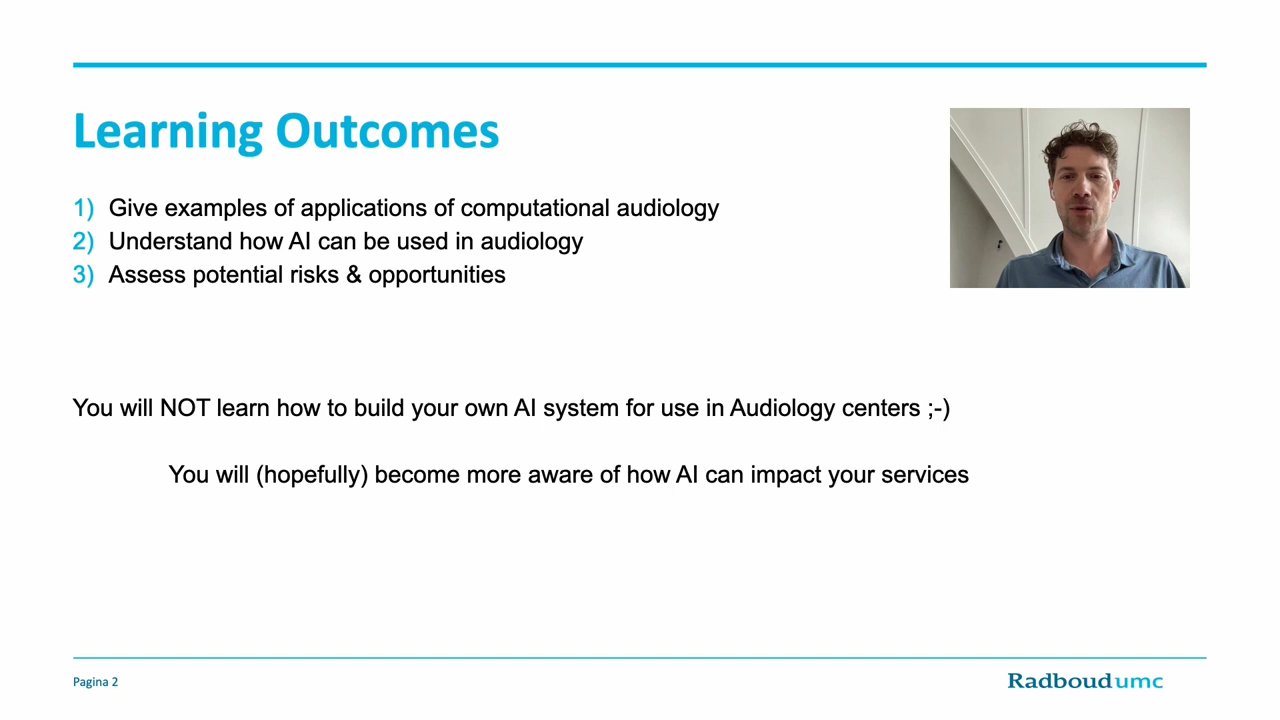 Learning Outcomes
1) Give examples of applications of computational audiology
2) Understand how AI can be used in audiology
3) Assess potential risks & opportunities
You will NOT learn how to build your own AI system for use in Audiology centers ;-)
You will (hopefully) become more aware of how AI can impact your services
Pagina 2
Radboudumc